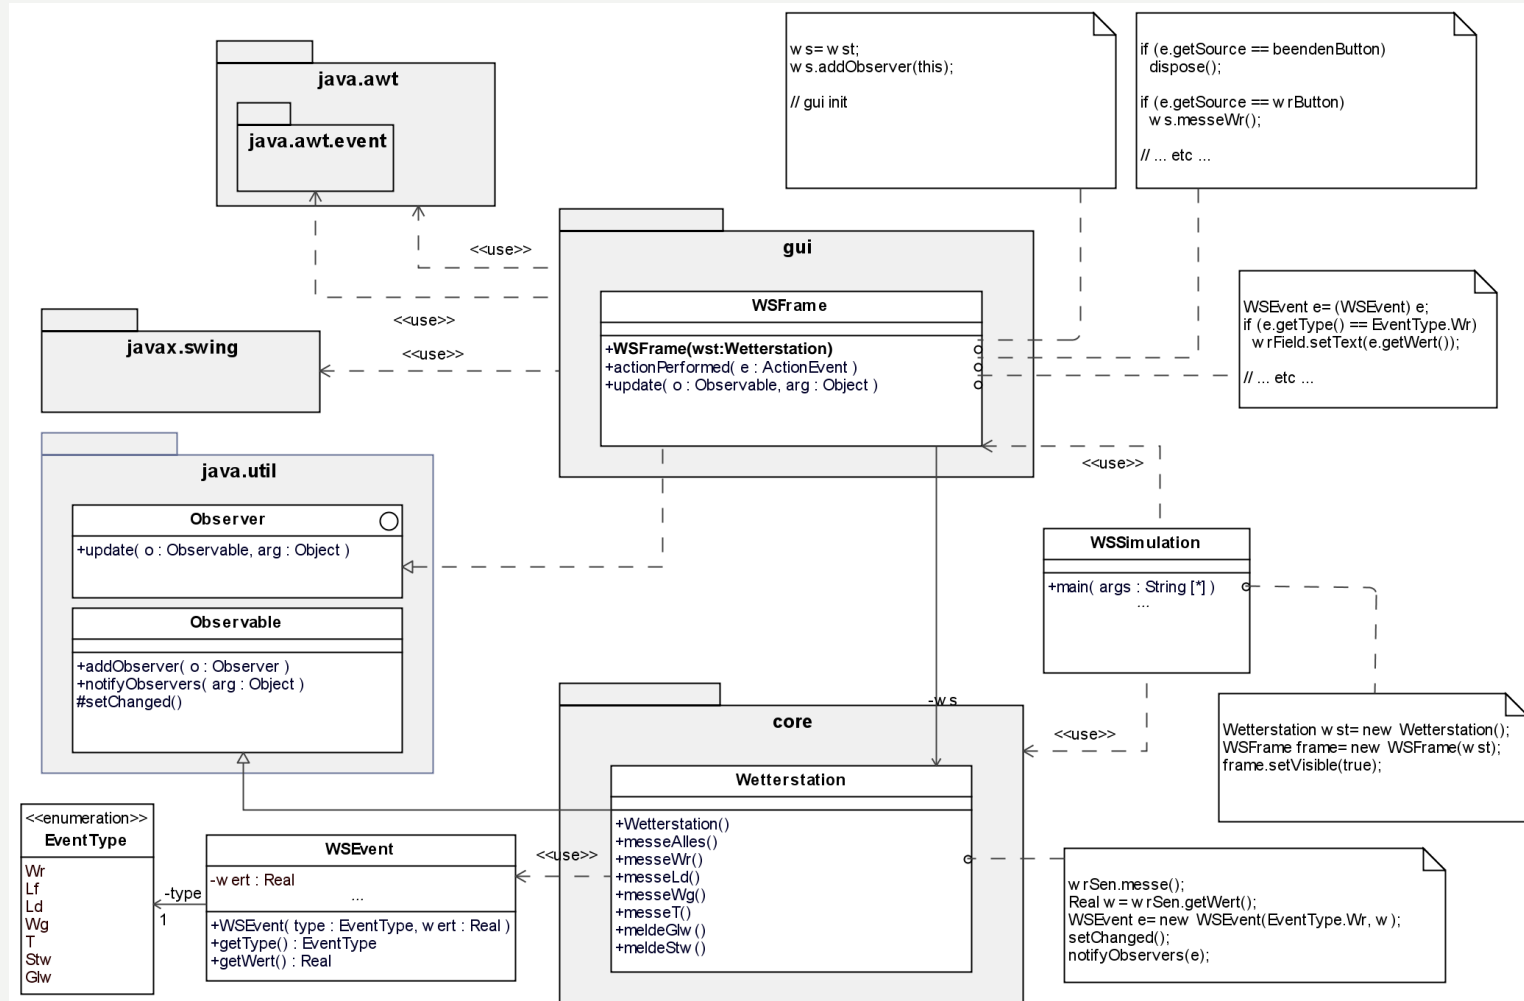 java.awt
java.awt.event
<<use>>
<<use>>
javax.swing
<<use>>
ws= wst;
ws.addObserver(this);
// gui init
if (e.getSource == beendenButton)
dispose();
if (e.getSource == wrButton)
ws.messeWr();
// ... etc ...
gui
WSFrame
+WSFrame(wst:Wetterstation)
+actionPerformed( e : ActionEvent )
+update( o : Observable, arg : Object )
WSEvent e= (WSEvent) e;
if (e.getType() == EventType.Wr)
wrField.setText(e.getWert());
// ... etc ...
java.util
Observer
+update( o : Observable, arg : Object )
Observable
+addObserver( o : Observer )
+notifyObservers( arg : Object )
#setChanged()
<<use>>
WSSimulation
+main( args : String [*] )
...
<<use>>
Wetterstation wst= new Wetterstation();
WSFrame frame= new WSFrame(wst);
frame.setVisible(true);
-ws
core
Wetterstation
+Wetterstation()
+messeAlles()
+messeWr()
+messeLd()
+messeWg()
+messeT()
+meldeGlw()
+meldeStw()
<<use>>
wrSen.messe();
Real w = wrSen.getWert();
WSEvent e= new WSEvent(EventType.Wr, w);
setChanged();
notifyObservers(e);
<<enumeration>>
EventType
Wr
Lf
Ld
Wg
T
Stw
Glw
-type
1
WSEvent
-wert : Real
...
+WSEvent( type : EventType, wert : Real )
+getType() : EventType
+getWert() : Real